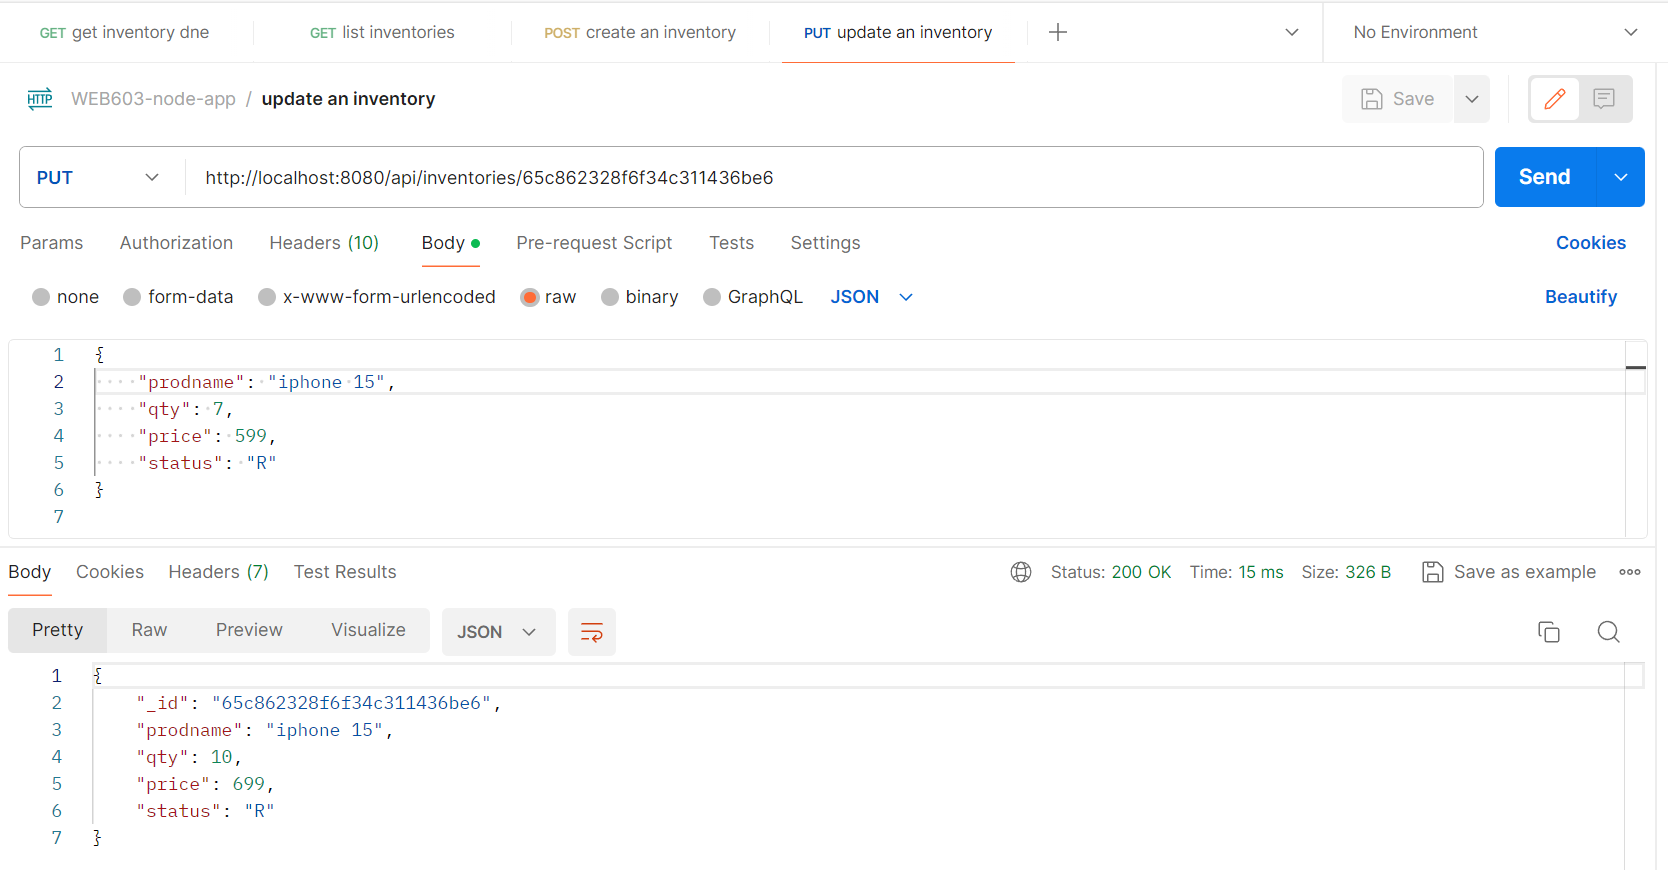 GET get inventory dne
GET list inventories
POST create an inventory
PUT update an inventory
No Environment
HTTP WEB603-node-app / update an inventory
Save
PUT
http://localhost:8080/api/inventories/65c862328f6f34c311436be6
Send
Params Authorization Headers (10) Body Pre-request Script Tests Settings Cookies
none form-data x-www-form-urlencoded raw binary GraphQL JSON Beautify
1 {
2 "prodname": "iphone 15",
3 "qty": 7,
4 "price": 599,
5 "status": "R"
6 }
7
Body Cookies Headers (7) Test Results Status: 200 OK Time: 15 ms Size: 326 B Save as example
Pretty Raw Preview Visualize JSON
1 {
2 "_id": "65c862328f6f34c311436be6",
3 "prodname": "iphone 15",
4 "qty": 10,
5 "price": 699,
6 "status": "R"
7 }